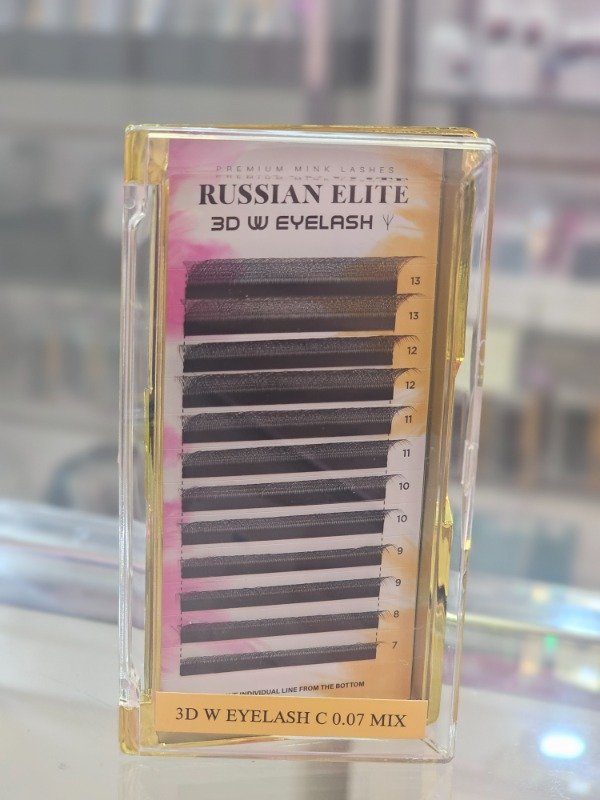 PREMIUM MINK LASHES
RUSSIAN ELITE
3D W EYELASH
13
13
12
12
11
11
10
10
9
9
8
7
INDIVIDUAL LINE FROM THE BOTTOM
3D W EYELASH C 0.07 MIX